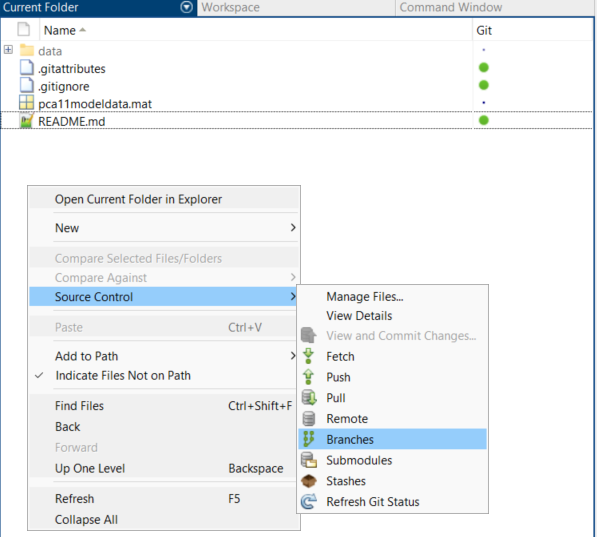 Current Folder Workspace Command Window
Name Git
data
.gitattributes
.gitignore
pca11modeldata.mat
README.md
Open Current Folder in Explorer
New
Compare Selected Files/Folders
Compare Against
Source Control
Paste Ctrl+V
Add to Path
Indicate Files Not on Path
Find Files Ctrl+Shift+F
Back
Forward
Up One Level Backspace
Refresh F5
Collapse All
Manage Files...
View Details
View and Commit Changes...
Fetch
Push
Pull
Remote
Branches
Submodules
Stashes
Refresh Git Status